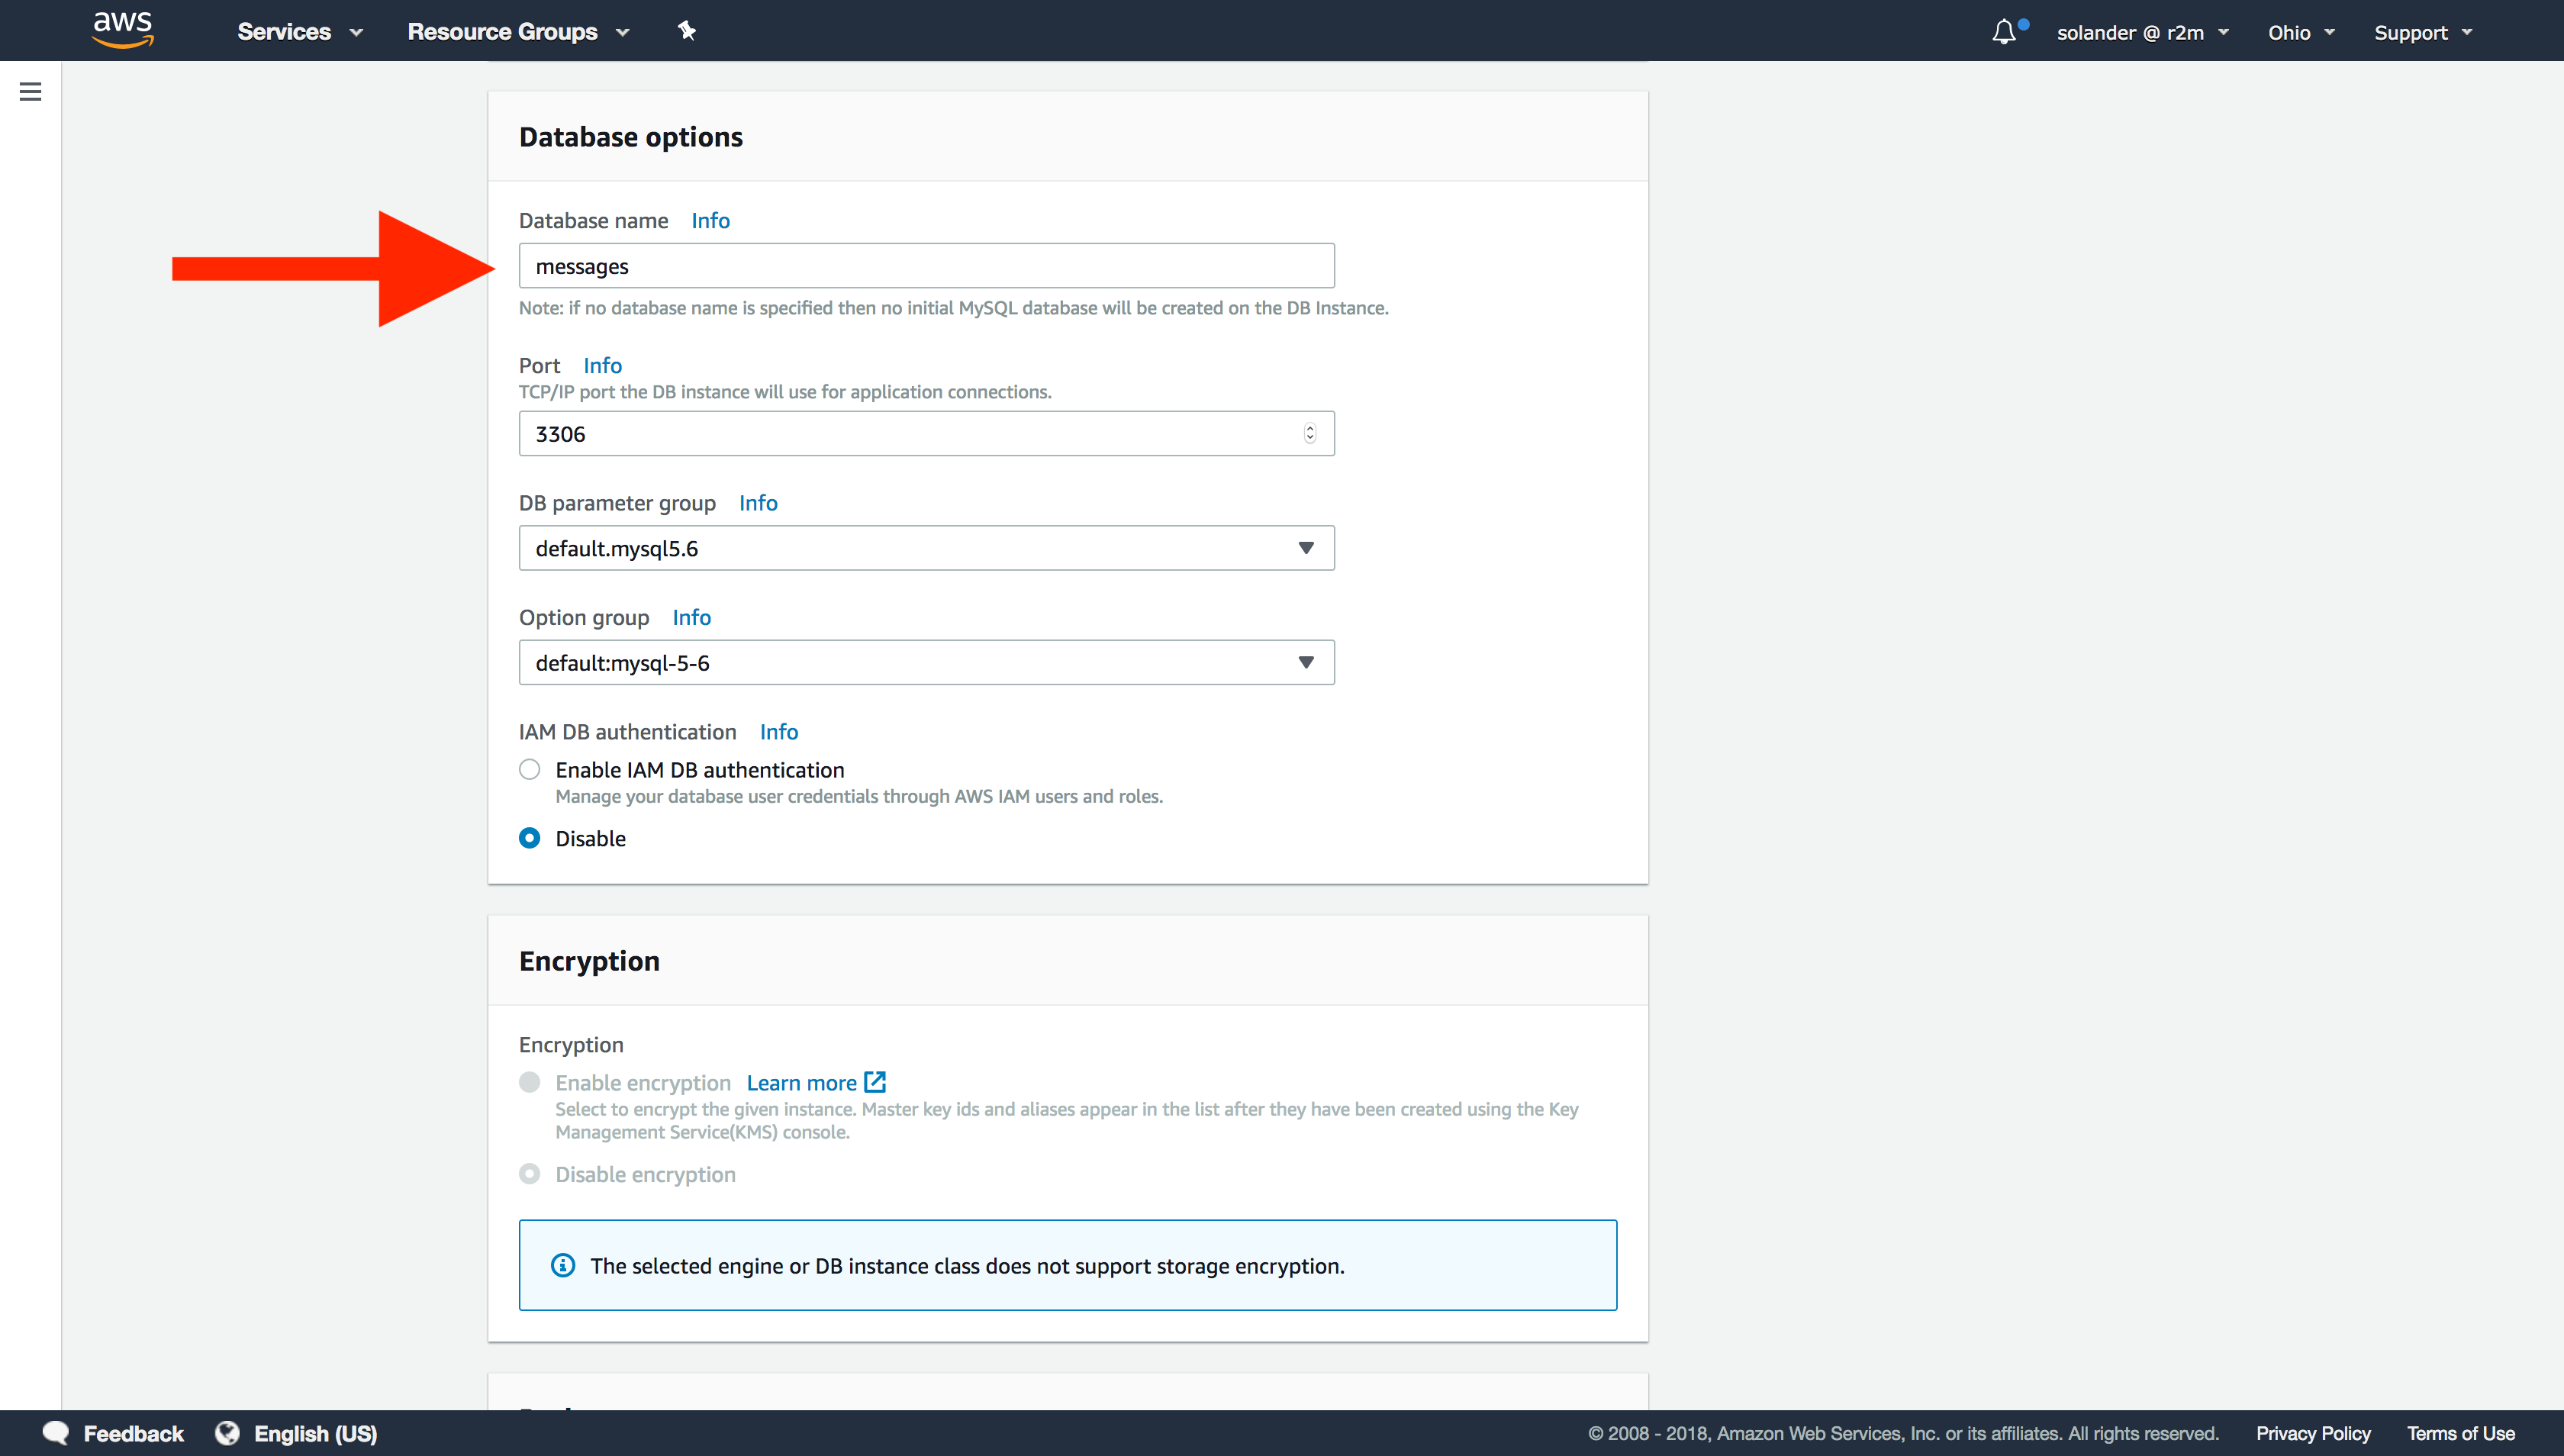 aws Services Resource Groups solander @ r2m Ohio Support
Database options
Database name Info
messages
Note: if no database name is specified then no initial MySQL database will be created on the DB Instance.
Port Info
TCP/IP port the DB instance will use for application connections.
3306
DB parameter group Info
default.mysql5.6
Option group Info
default:mysql-5-6
IAM DB authentication Info
Enable IAM DB authentication
Manage your database user credentials through AWS IAM users and roles.
Disable
Encryption
Encryption
Enable encryption Learn more
Select to encrypt the given instance. Master key ids and aliases appear in the list after they have been created using the Key
Management Service(KMS) console.
Disable encryption
The selected engine or DB instance class does not support storage encryption.
Feedback English (US) © 2008 - 2018, Amazon Web Services, Inc. or its affiliates. All rights reserved. Privacy Policy Terms of Use